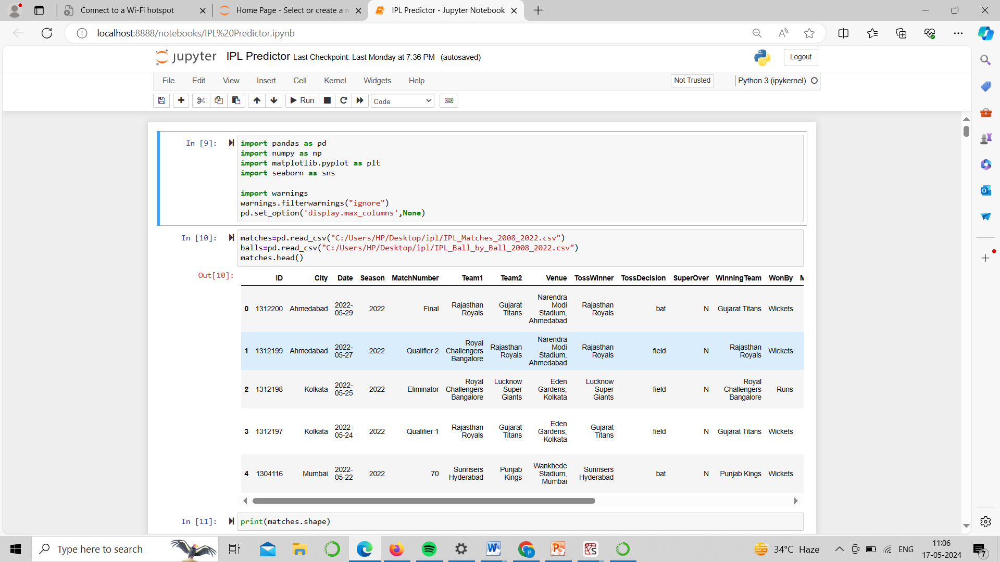 Connect to a Wi-Fi hotspot
Home Page - Select or create a n
IPL Predictor - Jupyter Notebook
localhost:8888/notebooks/IPL%20Predictor.ipynb
jupyter IPL Predictor Last Checkpoint: Last Monday at 7:36 PM (autosaved)
Logout
File Edit View Insert Cell Kernel Widgets Help
Not Trusted
Python 3 (ipykernel)
Run
Code
In [9]:
import pandas as pd
import numpy as np
import matplotlib.pyplot as plt
import seaborn as sns
import warnings
warnings.filterwarnings("ignore")
pd.set_option('display.max_columns',None)
In [10]:
matches=pd.read_csv("C:/Users/HP/Desktop/ipl/IPL_Matches_2008_2022.csv")
balls=pd.read_csv("C:/Users/HP/Desktop/ipl/IPL_Ball_by_Ball_2008_2022.csv")
matches.head()
Out[10]:
ID City Date Season MatchNumber Team1 Team2 Venue TossWinner TossDecision SuperOver WinningTeam WonBy
0 1312200 Ahmedabad 2022-05-29 2022 Final Rajasthan Royals Gujarat Titans Narendra Modi Stadium, Ahmedabad Rajasthan Royals bat N Gujarat Titans Wickets
1 1312199 Ahmedabad 2022-05-27 2022 Qualifier 2 Royal Challengers Bangalore Rajasthan Royals Narendra Modi Stadium, Ahmedabad Rajasthan Royals field N Rajasthan Royals Wickets
2 1312198 Kolkata 2022-05-25 2022 Eliminator Royal Challengers Bangalore Lucknow Super Giants Eden Gardens, Kolkata Lucknow Super Giants field N Royal Challengers Bangalore Runs
3 1312197 Kolkata 2022-05-24 2022 Qualifier 1 Rajasthan Royals Gujarat Titans Eden Gardens, Kolkata Gujarat Titans field N Gujarat Titans Wickets
4 1304116 Mumbai 2022-05-22 2022 70 Sunrisers Hyderabad Punjab Kings Wankhede Stadium, Mumbai Sunrisers Hyderabad bat N Punjab Kings Wickets
In [11]:
print(matches.shape)
Type here to search
34°C Haze
ENG
11:06
17-05-2024
7